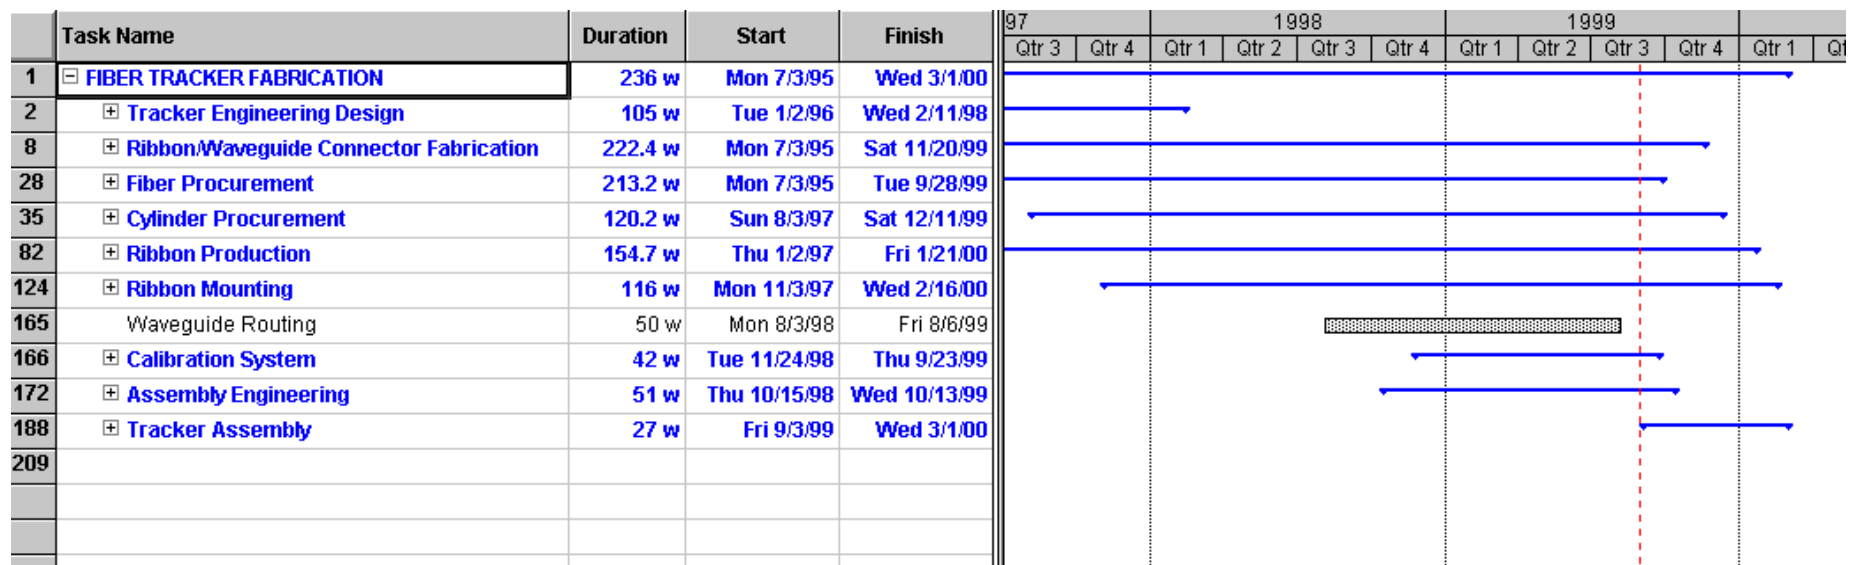 Task Name Duration Start Finish 97 1998 1999
Qtr 3 Qtr 4 Qtr 1 Qtr 2 Qtr 3 Qtr 4 Qtr 1 Qtr 2 Qtr 3 Qtr 4 Qtr 1
1 FIBER TRACKER FABRICATION 236 w Mon 7/3/95 Wed 3/1/00
2 Tracker Engineering Design 105 w Tue 1/2/96 Wed 2/11/98
8 Ribbon/Waveguide Connector Fabrication 222.4 w Mon 7/3/95 Sat 11/20/99
28 Fiber Procurement 213.2 w Mon 7/3/95 Tue 9/28/99
35 Cylinder Procurement 120.2 w Sun 8/3/97 Sat 12/11/99
82 Ribbon Production 154.7 w Thu 1/2/97 Fri 1/21/00
124 Ribbon Mounting 116 w Mon 11/3/97 Wed 2/16/00
165 Waveguide Routing 50 w Mon 8/3/98 Fri 8/6/99
166 Calibration System 42 w Tue 11/24/98 Thu 9/23/99
172 Assembly Engineering 51 w Thu 10/15/98 Wed 10/13/99
188 Tracker Assembly 27 w Fri 9/3/99 Wed 3/1/00
209